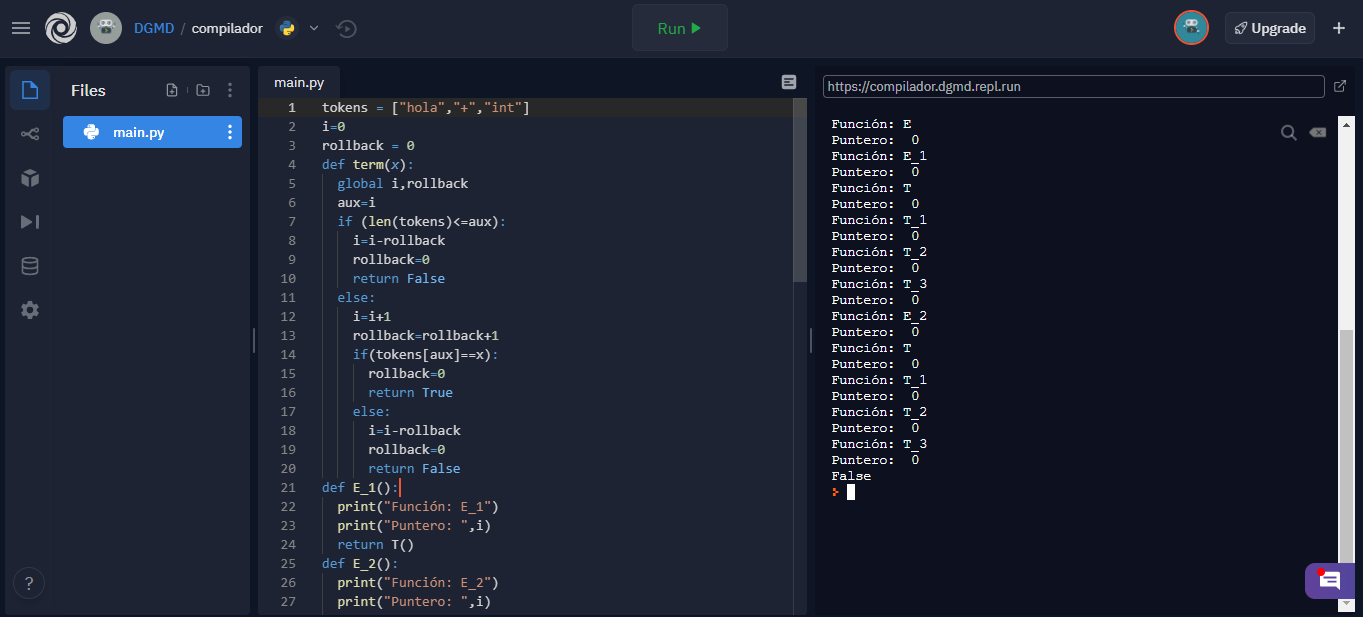 DGMD / compilador
Run
Upgrade
Files
main.py
main.py
https://compilador.dgmd.repl.run
1 tokens = ["hola","+","int"]
2 i=0
3 rollback = 0
4 def term(x):
5 global i,rollback
6 aux=i
7 if (len(tokens)<=aux):
8 i=i-rollback
9 rollback=0
10 return False
11 else:
12 i=i+1
13 rollback=rollback+1
14 if(tokens[aux]==x):
15 rollback=0
16 return True
17 else:
18 i=i-rollback
19 rollback=0
20 return False
21 def E_1():
22 print("Función: E_1")
23 print("Puntero: ",i)
24 return T()
25 def E_2():
26 print("Función: E_2")
27 print("Puntero: ",i)
Función: E
Puntero:  0
Función: E_1
Puntero:  0
Función: T
Puntero:  0
Función: T_1
Puntero:  0
Función: T_2
Puntero:  0
Función: T_3
Puntero:  0
Función: E_2
Puntero:  0
Función: T
Puntero:  0
Función: T_1
Puntero:  0
Función: T_2
Puntero:  0
Función: T_3
Puntero:  0
False
?